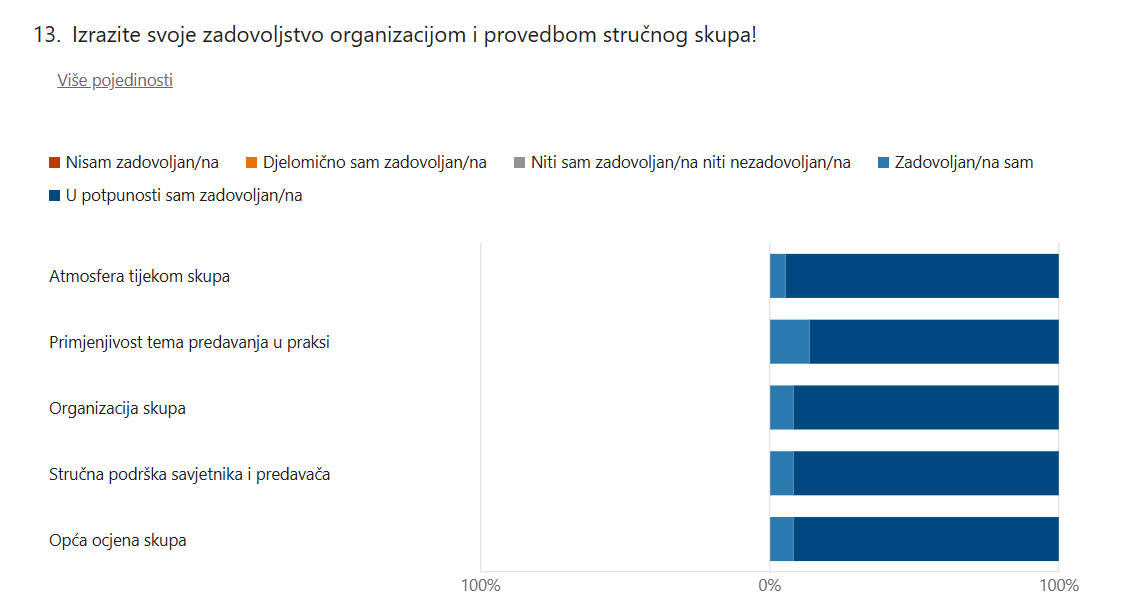 13. Izrazite svoje zadovoljstvo organizacijom i provedbom stručnog skupa!
Više pojedinosti
Nisam zadovoljan/na Djelomično sam zadovoljan/na Niti sam zadovoljan/na niti nezadovoljan/na Zadovoljan/na sam
U potpunosti sam zadovoljan/na
Atmosfera tijekom skupa
Primjenjivost tema predavanja u praksi
Organizacija skupa
Stručna podrška savjetnika i predavača
Opća ocjena skupa
100% 0% 100%